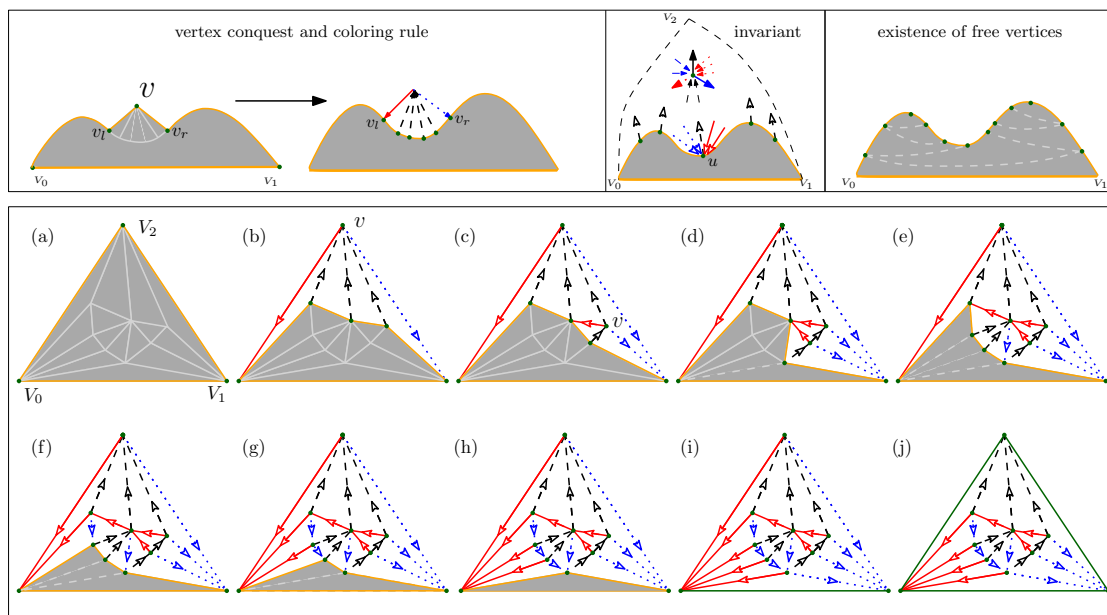 vertex conquest and coloring rule
v
v_l
v_r
V_0
V_1
v_l
v_r
invariant
V_2
u
V_0
V_1
existence of free vertices
V_0
V_1
(a)
V_2
V_0
V_1
(b)
v
(c)
v
(d)
(e)
(f)
(g)
(h)
(i)
(j)